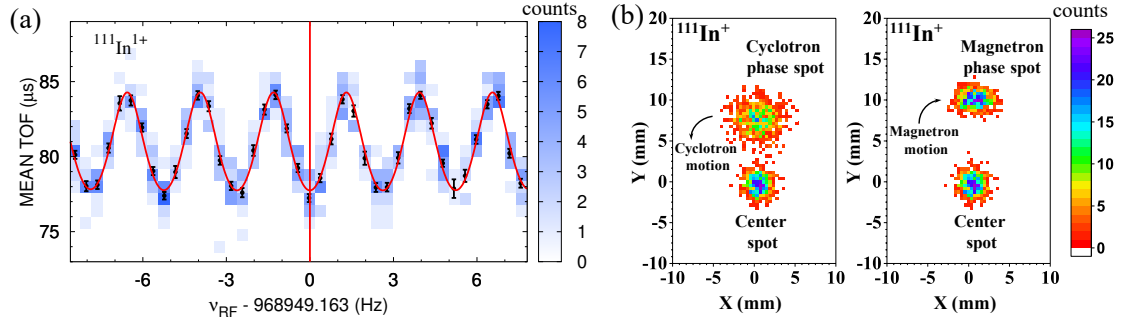 (a)
¹¹¹In¹⁺
counts
MEAN TOF (μs)
85
80
75
-6
-3
0
3
6
ν_RF - 968949.163 (Hz)
8
7
6
5
4
3
2
1
0
(b)
¹¹¹In⁺
Cyclotron
phase spot
Cyclotron
motion
Center
spot
Y (mm)
20
15
10
5
0
-5
-10
-10
-5
0
5
10
X (mm)
¹¹¹In⁺
Magnetron
phase spot
Magnetron
motion
Center
spot
Y (mm)
20
15
10
5
0
-5
-10
-10
-5
0
5
10
X (mm)
counts
25
20
15
10
5
0